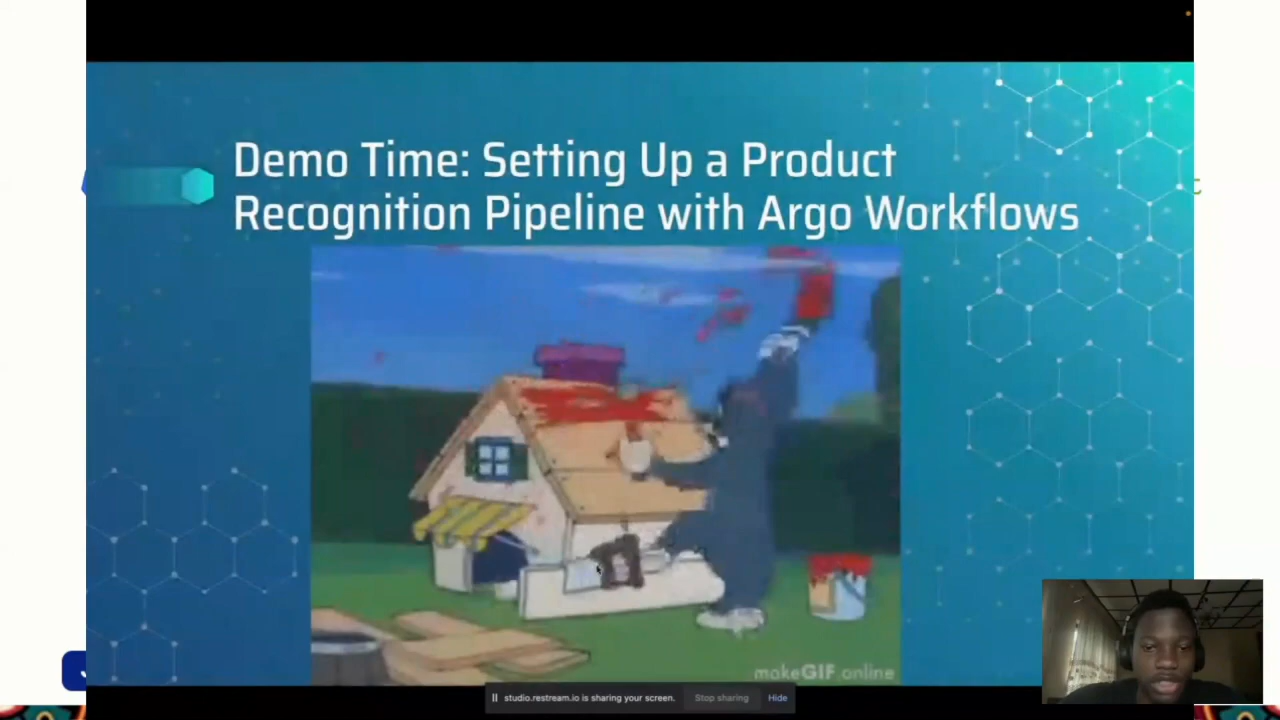 Demo Time: Setting Up a Product
Recognition Pipeline with Argo Workflows
makeGIF.online
studio.restream.io is sharing your screen. Stop sharing Hide